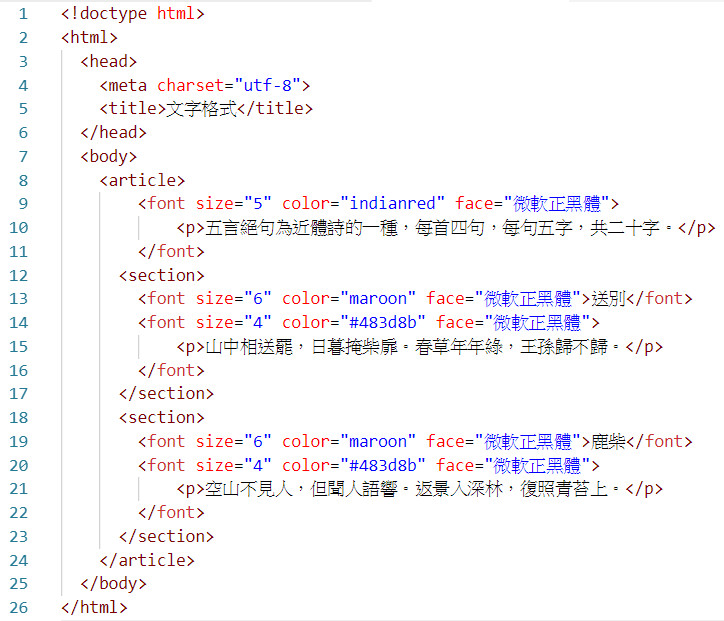 1 <!doctype html>
2 <html>
3 <head>
4 <meta charset="utf-8">
5 <title>文字格式</title>
6 </head>
7 <body>
8 <article>
9 <font size="5" color="indianred" face="微軟正黑體">
10 <p>五言絕句為近體詩的一種，每首四句，每句五字，共二十字。</p>
11 </font>
12 <section>
13 <font size="6" color="maroon" face="微軟正黑體">送別</font>
14 <font size="4" color="#483d8b" face="微軟正黑體">
15 <p>山中相送罷，日暮掩柴扉。春草年年綠，王孫歸不歸。</p>
16 </font>
17 </section>
18 <section>
19 <font size="6" color="maroon" face="微軟正黑體">鹿柴</font>
20 <font size="4" color="#483d8b" face="微軟正黑體">
21 <p>空山不見人，但聞人語響。返景入深林，復照青苔上。</p>
22 </font>
23 </section>
24 </article>
25 </body>
26 </html>